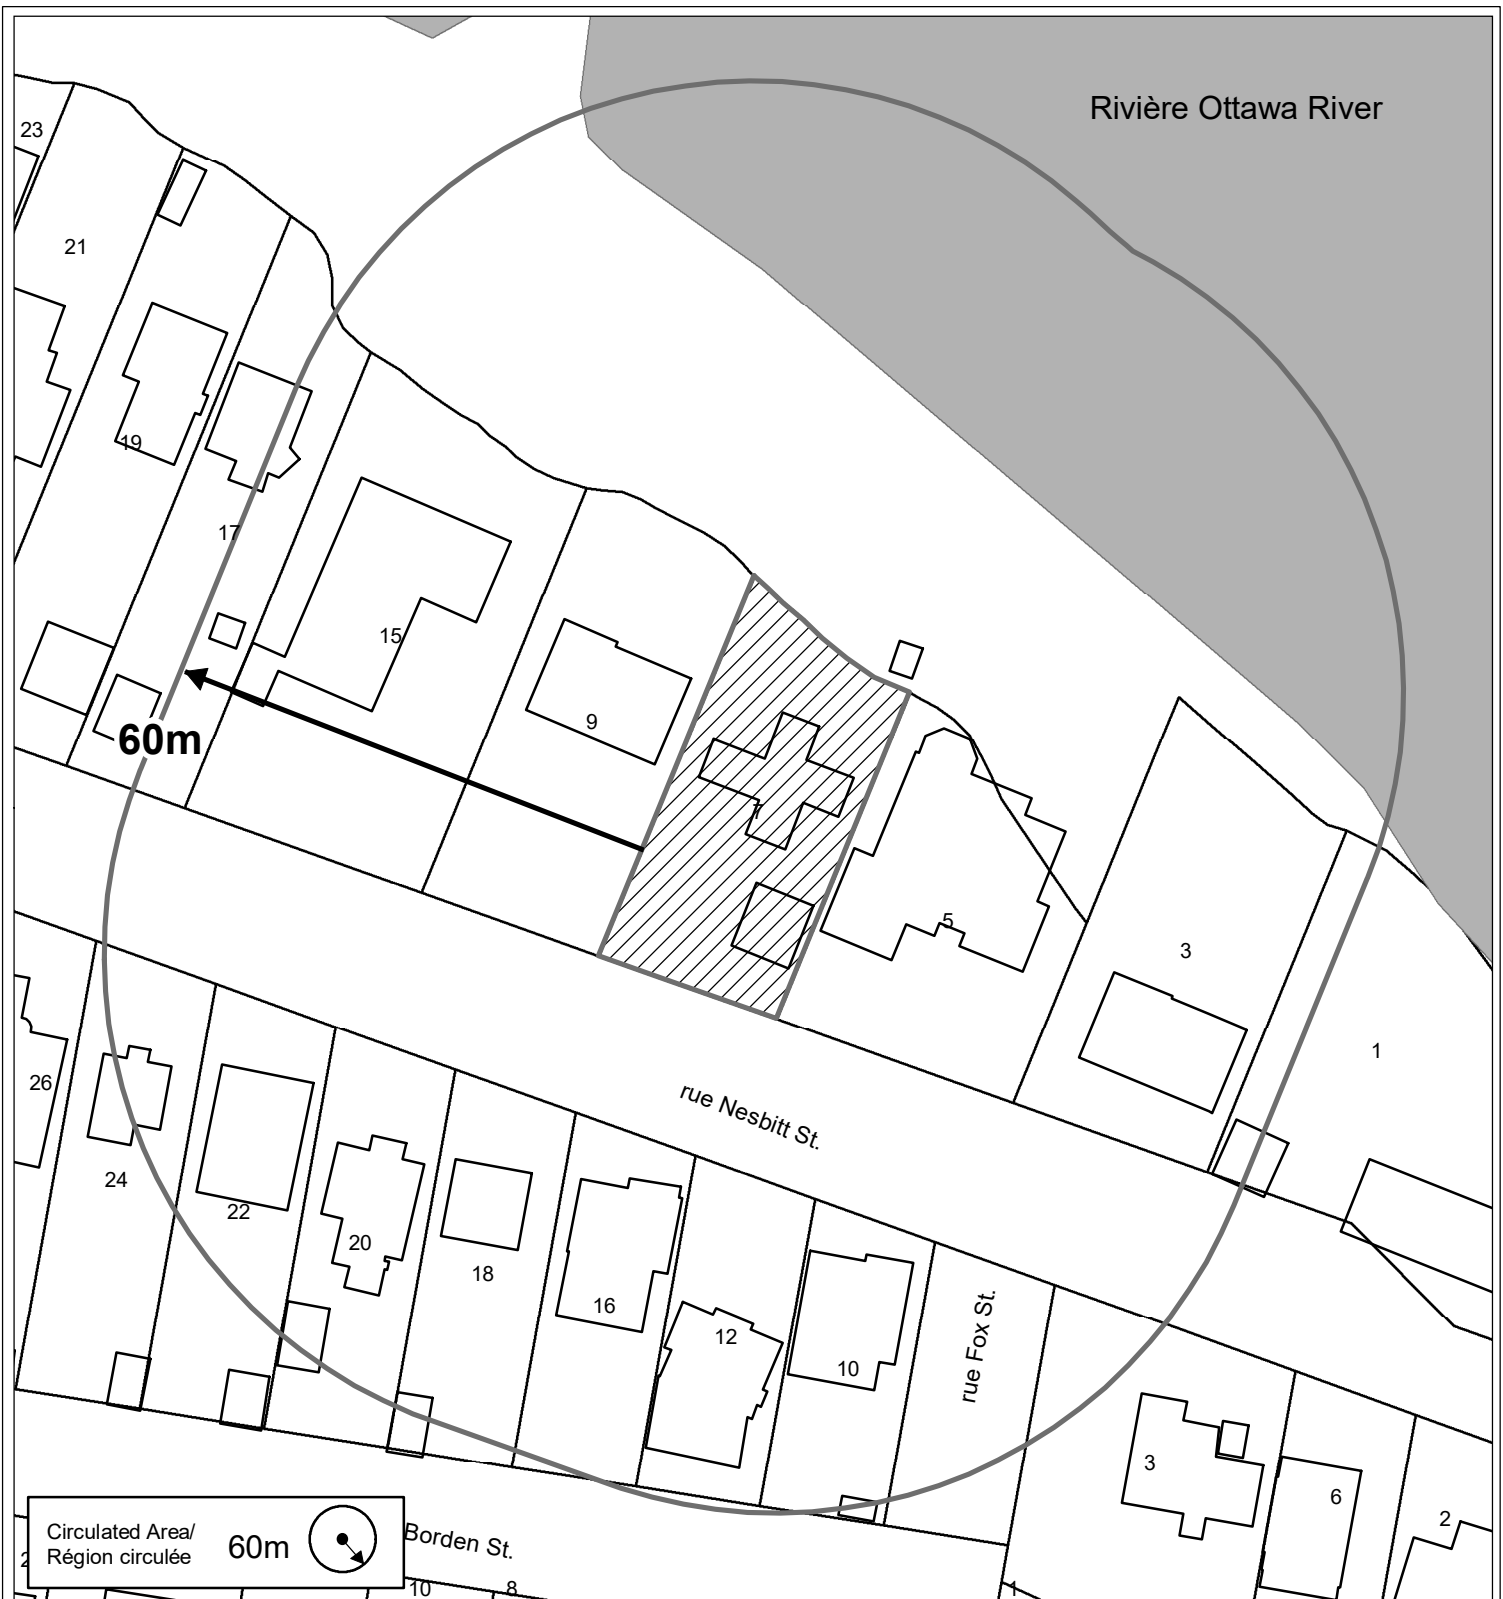 Rivière Ottawa River
23
21
19
17
15
60m
9
7
5
3
1
rue Nesbitt St.
26
24
22
20
18
16
12
10
rue Fox St.
3
6
2
Circulated Area/
Région circulée
60m
Borden St.
10
8